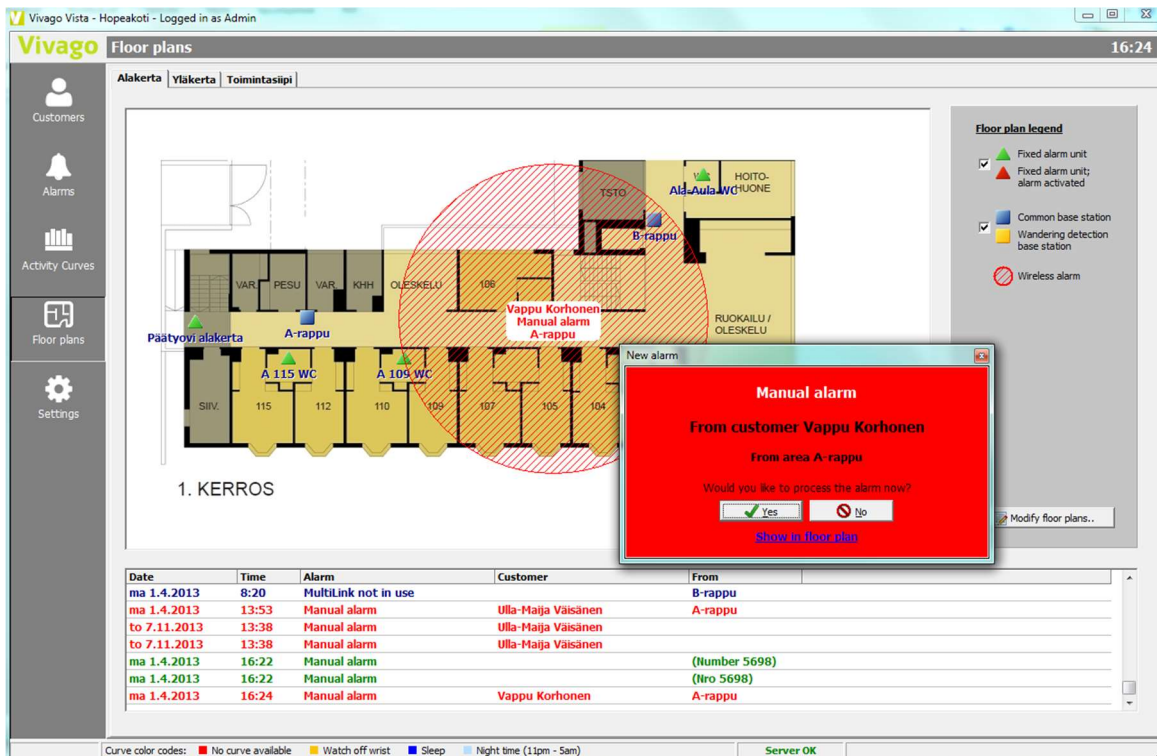 Vivago Vista - Hopeakoti - Logged in as Admin
Vivago Floor plans 16:24
Customers
Alarms
Activity Curves
Floor plans
Settings
Alakerta Yläkerta Toimintasiipi
TSTO
HOITO-
HUONE
Ala-Aula WC
B-rappu
VAR. PESU VAR. KHH OLESKELU 106
Vappu Korhonen
Manual alarm
A-rappu
RUOKAILU /
OLESKELU
Päätyovi alakerta
A-rappu
A 115 WC
A 109 WC
SIIV. 115 112 110 109 107 105 104
1. KERROS
Floor plan legend
Fixed alarm unit
Fixed alarm unit;
alarm activated
Common base station
Wandering detection
base station
Wireless alarm
Modify floor plans..
New alarm
Manual alarm
From customer Vappu Korhonen
From area A-rappu
Would you like to process the alarm now?
Yes No
Show in floor plan
Date Time Alarm Customer From
ma 1.4.2013 8:20 MultiLink not in use B-rappu
ma 1.4.2013 13:53 Manual alarm Ulla-Maija Väisänen A-rappu
to 7.11.2013 13:38 Manual alarm Ulla-Maija Väisänen
to 7.11.2013 13:38 Manual alarm Ulla-Maija Väisänen
ma 1.4.2013 16:22 Manual alarm (Number 5698)
ma 1.4.2013 16:22 Manual alarm (Nro 5698)
ma 1.4.2013 16:24 Manual alarm Vappu Korhonen A-rappu
Curve color codes: No curve available Watch off wrist Sleep Night time (11pm - 5am) Server OK